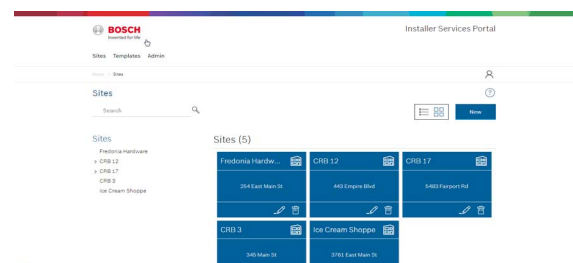 BOSCH
Invented for life
Installer Services Portal
Sites Templates Admin
Home > Sites
Sites
Search
New
Sites
Fredonia Hardware
> CRB 12
> CRB 17
CRB 3
Ice Cream Shoppe
Sites (5)
Fredonia Hardw... CRB 12 CRB 17
254 East Main St 443 Empire Blvd 5483 Fairport Rd
CRB 3 Ice Cream Shoppe
345 Main St 3761 East Main St